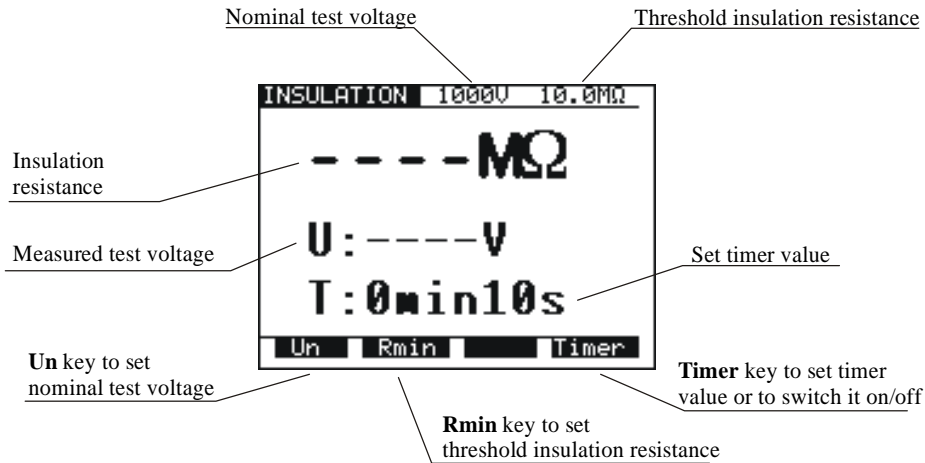 Nominal test voltage
Threshold insulation resistance
INSULATION 1000V 10.0MΩ
Insulation
resistance
----MΩ
Measured test voltage
U:----V
Set timer value
T:0min10s
Un Rmin Timer
Un key to set
nominal test voltage
Timer key to set timer
value or to switch it on/off
Rmin key to set
threshold insulation resistance